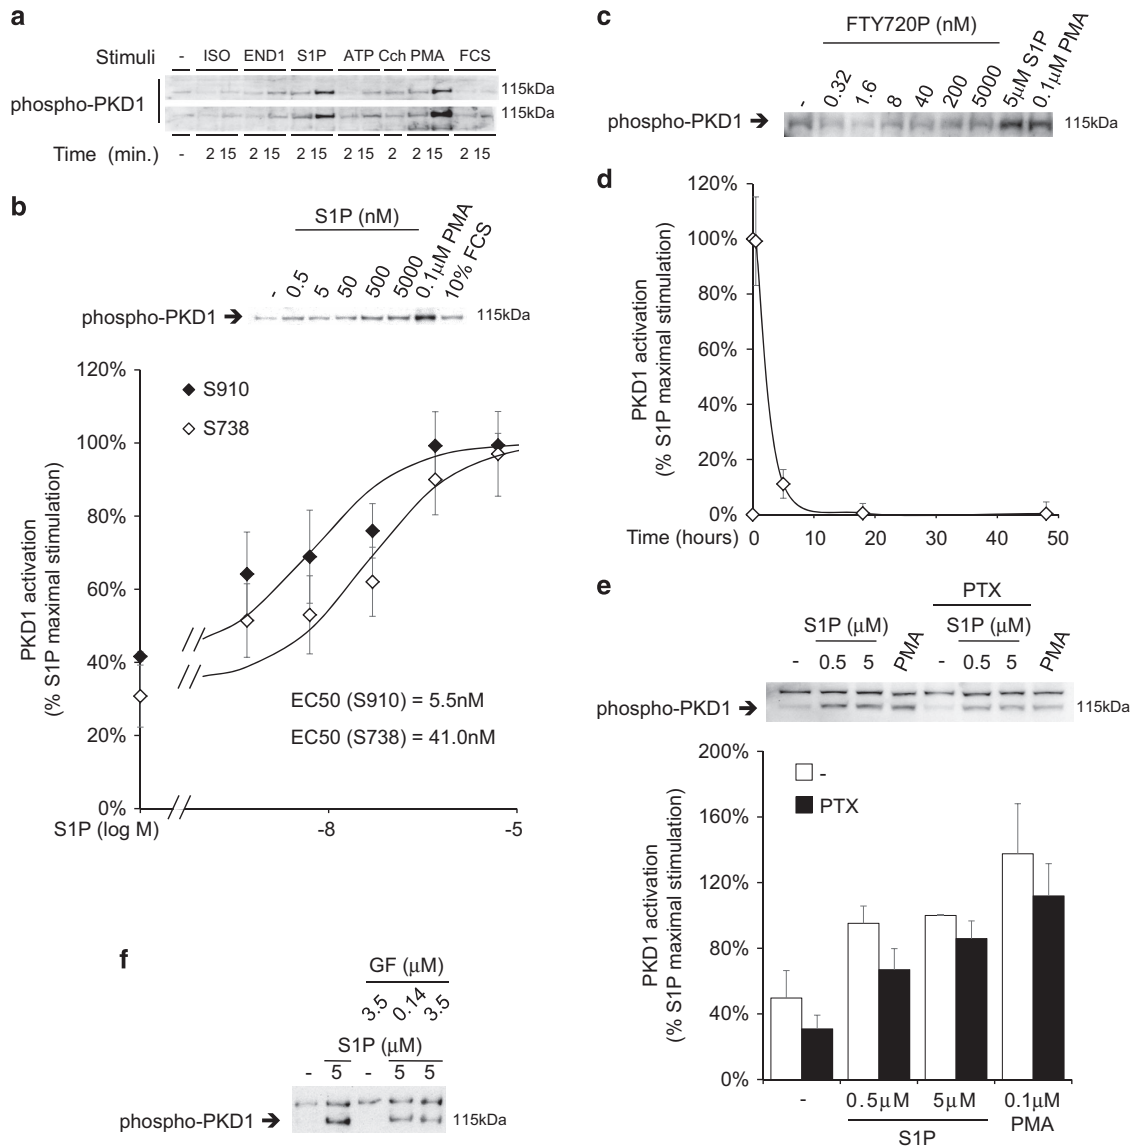 a
Stimuli - ISO END1 S1P ATP Cch PMA FCS
phospho-PKD1
115kDa
115kDa
Time (min.) - 2 15 2 15 2 15 2 15 2 2 15 2 15
b
S1P (nM)
- 0.5 5 50 500 5000 0.1μM PMA 10% FCS
phospho-PKD1 ➔ 115kDa
PKD1 activation
(% S1P maximal stimulation)
120%
100%
80%
60%
40%
20%
0%
S910
S738
EC50 (S910) = 5.5nM
EC50 (S738) = 41.0nM
S1P (log M) -8 -5
c
FTY720P (nM)
- 0.32 1.6 8 40 200 5000 5μM S1P 0.1μM PMA
phospho-PKD1 ➔ 115kDa
d
PKD1 activation
(% S1P maximal stimulation)
120%
100%
80%
60%
40%
20%
0%
Time (hours) 0 10 20 30 40 50
e
PTX
S1P (μM) S1P (μM)
- 0.5 5 PMA - 0.5 5 PMA
phospho-PKD1 ➔ 115kDa
PKD1 activation
(% S1P maximal stimulation)
200%
160%
120%
80%
40%
0%
-
PTX
- 0.5μM 5μM 0.1μM
PMA
S1P
f
GF (μM)
3.5 0.14 3.5
S1P (μM)
- 5 - 5 5
phospho-PKD1 ➔ 115kDa